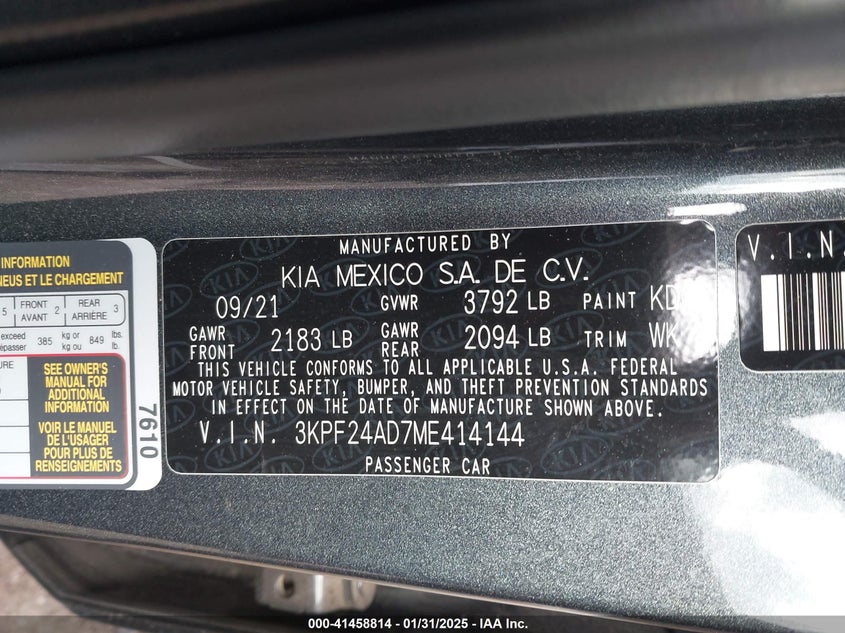 INFORMATION
NEUS ET LE CHARGEMENT
5 FRONT AVANT 2 REAR ARRIÈRE 3
exceed 385 kg or kg ou 849 lbs. lb.
SEE OWNER'S
MANUAL FOR
ADDITIONAL
INFORMATION
VOIR LE MANUEL
DE L'USAGER
POUR PLUS DE
RENSEIGNEMENTS
7610
MANUFACTURED BY
KIA MEXICO S.A. DE C.V.
09/21 GVWR 3792 LB PAINT
GAWR FRONT 2183 LB GAWR REAR 2094 LB TRIM
THIS VEHICLE CONFORMS TO ALL APPLICABLE U.S.A. FEDERAL
MOTOR VEHICLE SAFETY, BUMPER, AND THEFT PREVENTION STANDARDS
IN EFFECT ON THE DATE OF MANUFACTURE SHOWN ABOVE.
V.I.N. 3KPF24AD7ME414144
PASSENGER CAR
V.I.N.
000-41458814 - 01/31/2025 - IAA Inc.